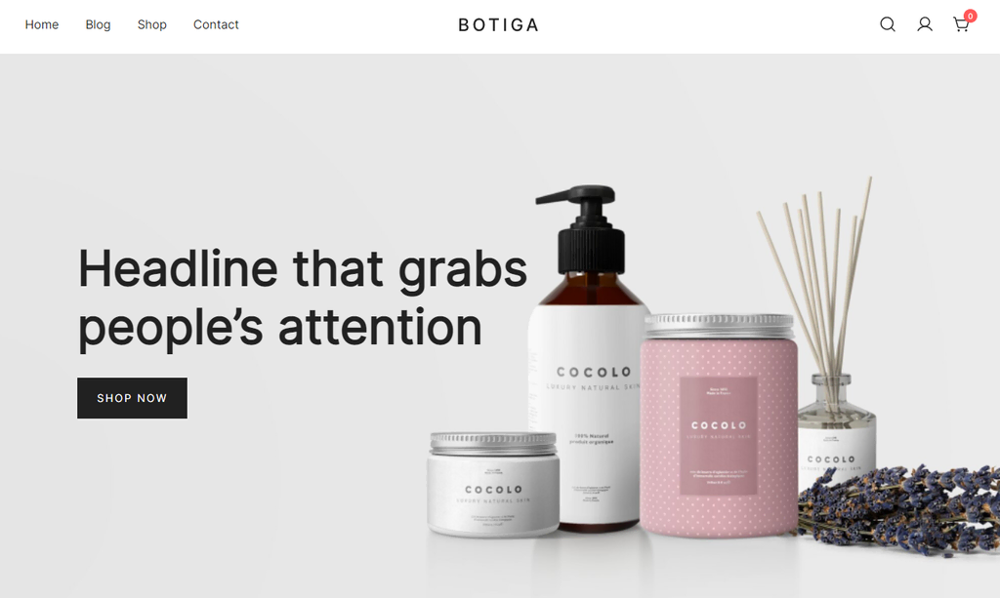 Home Blog Shop Contact
BOTIGA
0
Headline that grabs
people’s attention
SHOP NOW
COCOLO
LUXURY NATURAL SKIN
100% Natural
produit organique
COCOLO
LUXURY NATURAL SKIN
COCOLO
LUXURY NATURAL SKIN
COCOLO
LUXURY NATURAL SKIN